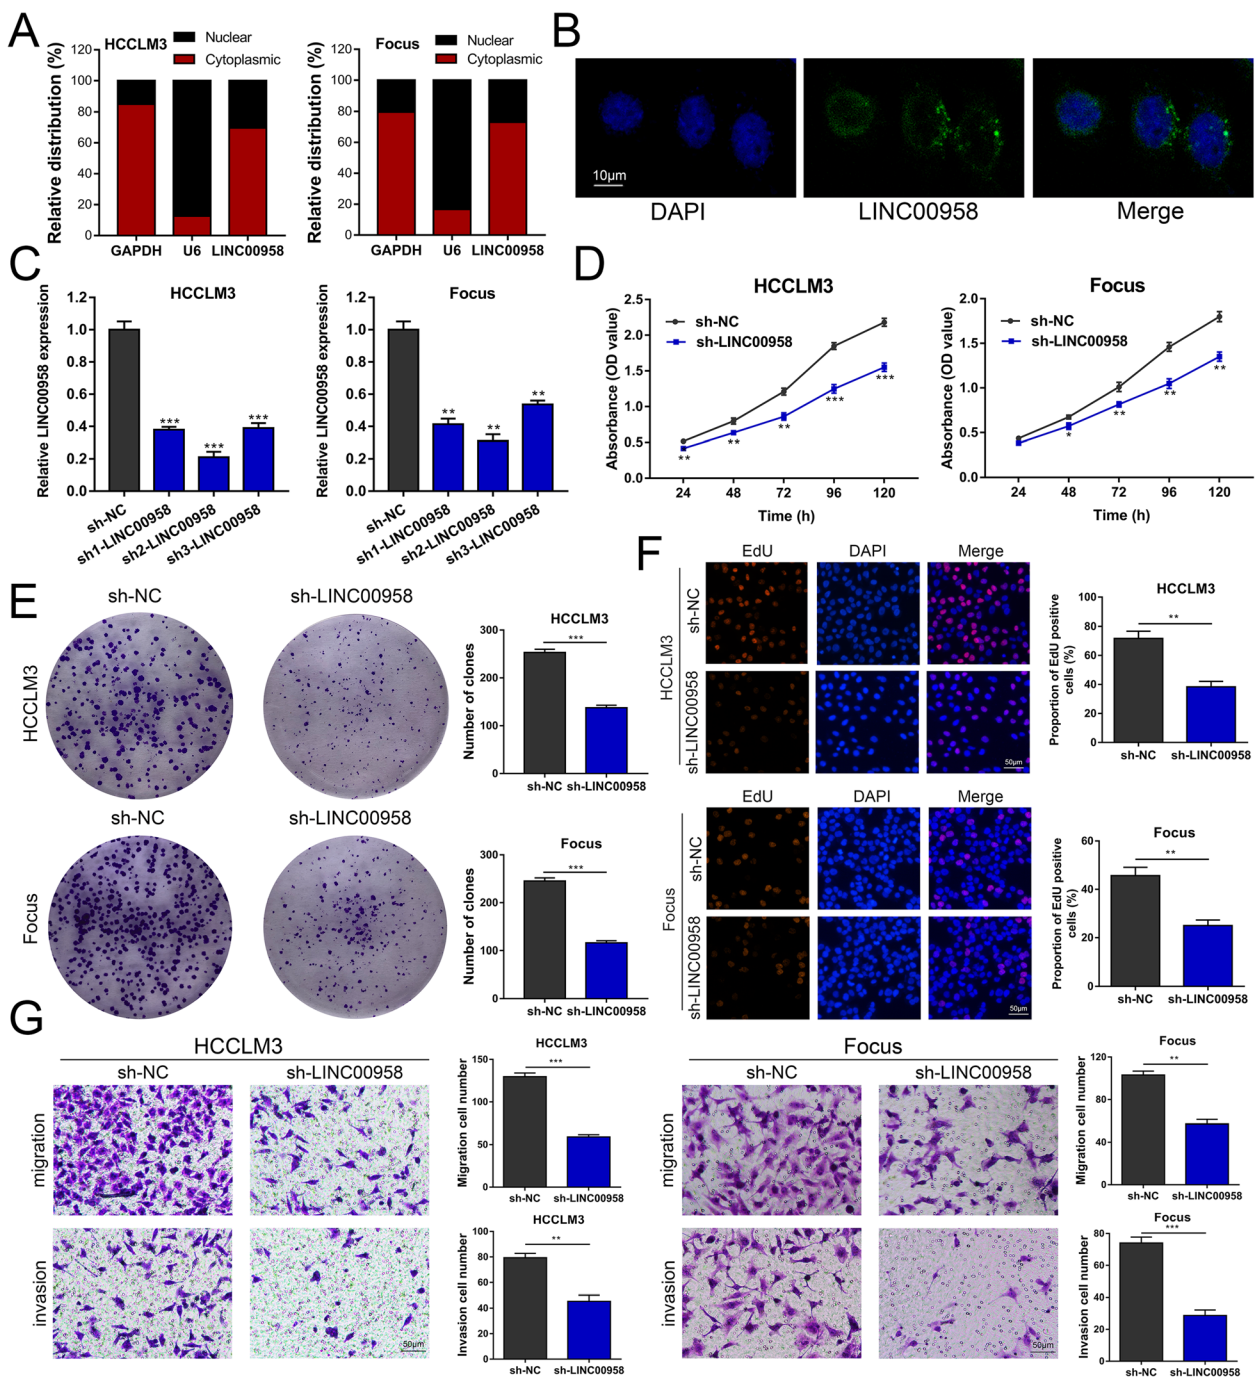 A
HCCLM3
Nuclear
Cytoplasmic
Relative distribution (%)
120
100
80
60
40
20
0
GAPDH U6 LINC00958
Focus
Nuclear
Cytoplasmic
Relative distribution (%)
120
100
80
60
40
20
0
GAPDH U6 LINC00958
B
10μm
DAPI
LINC00958
Merge
C
HCCLM3
Relative LINC00958 expression
1.2
1.0
0.8
0.6
0.4
0.2
0.0
***
***
***
sh-NC
sh1-LINC00958
sh2-LINC00958
sh3-LINC00958
Focus
Relative LINC00958 expression
1.2
1.0
0.8
0.6
0.4
0.2
0.0
**
**
**
sh-NC
sh1-LINC00958
sh2-LINC00958
sh3-LINC00958
D
HCCLM3
sh-NC
sh-LINC00958
Absorbance (OD value)
2.5
2.0
1.5
1.0
0.5
0.0
**
**
**
***
***
24 48 72 96 120
Time (h)
Focus
sh-NC
sh-LINC00958
Absorbance (OD value)
2.0
1.5
1.0
0.5
0.0
*
**
**
**
24 48 72 96 120
Time (h)
E
sh-NC
sh-LINC00958
HCCLM3
HCCLM3
Number of clones
300
200
100
0
***
sh-NC sh-LINC00958
sh-NC
sh-LINC00958
Focus
Focus
Number of clones
300
200
100
0
***
sh-NC sh-LINC00958
F
EdU
DAPI
Merge
HCCLM3
sh-NC
sh-LINC00958
50μm
HCCLM3
Proportion of EdU positive
cells (%)
100
80
60
40
20
0
**
sh-NC sh-LINC00958
EdU
DAPI
Merge
Focus
sh-NC
sh-LINC00958
50μm
Focus
Proportion of EdU positive
cells (%)
60
40
20
0
**
sh-NC sh-LINC00958
G
HCCLM3
sh-NC
sh-LINC00958
migration
invasion
50μm
HCCLM3
Migration cell number
150
100
50
0
***
sh-NC sh-LINC00958
HCCLM3
Invasion cell number
100
80
60
40
20
0
**
sh-NC sh-LINC00958
Focus
sh-NC
sh-LINC00958
migration
invasion
50μm
Focus
Migration cell number
120
80
40
0
**
sh-NC sh-LINC00958
Focus
Invasion cell number
80
60
40
20
0
***
sh-NC sh-LINC00958